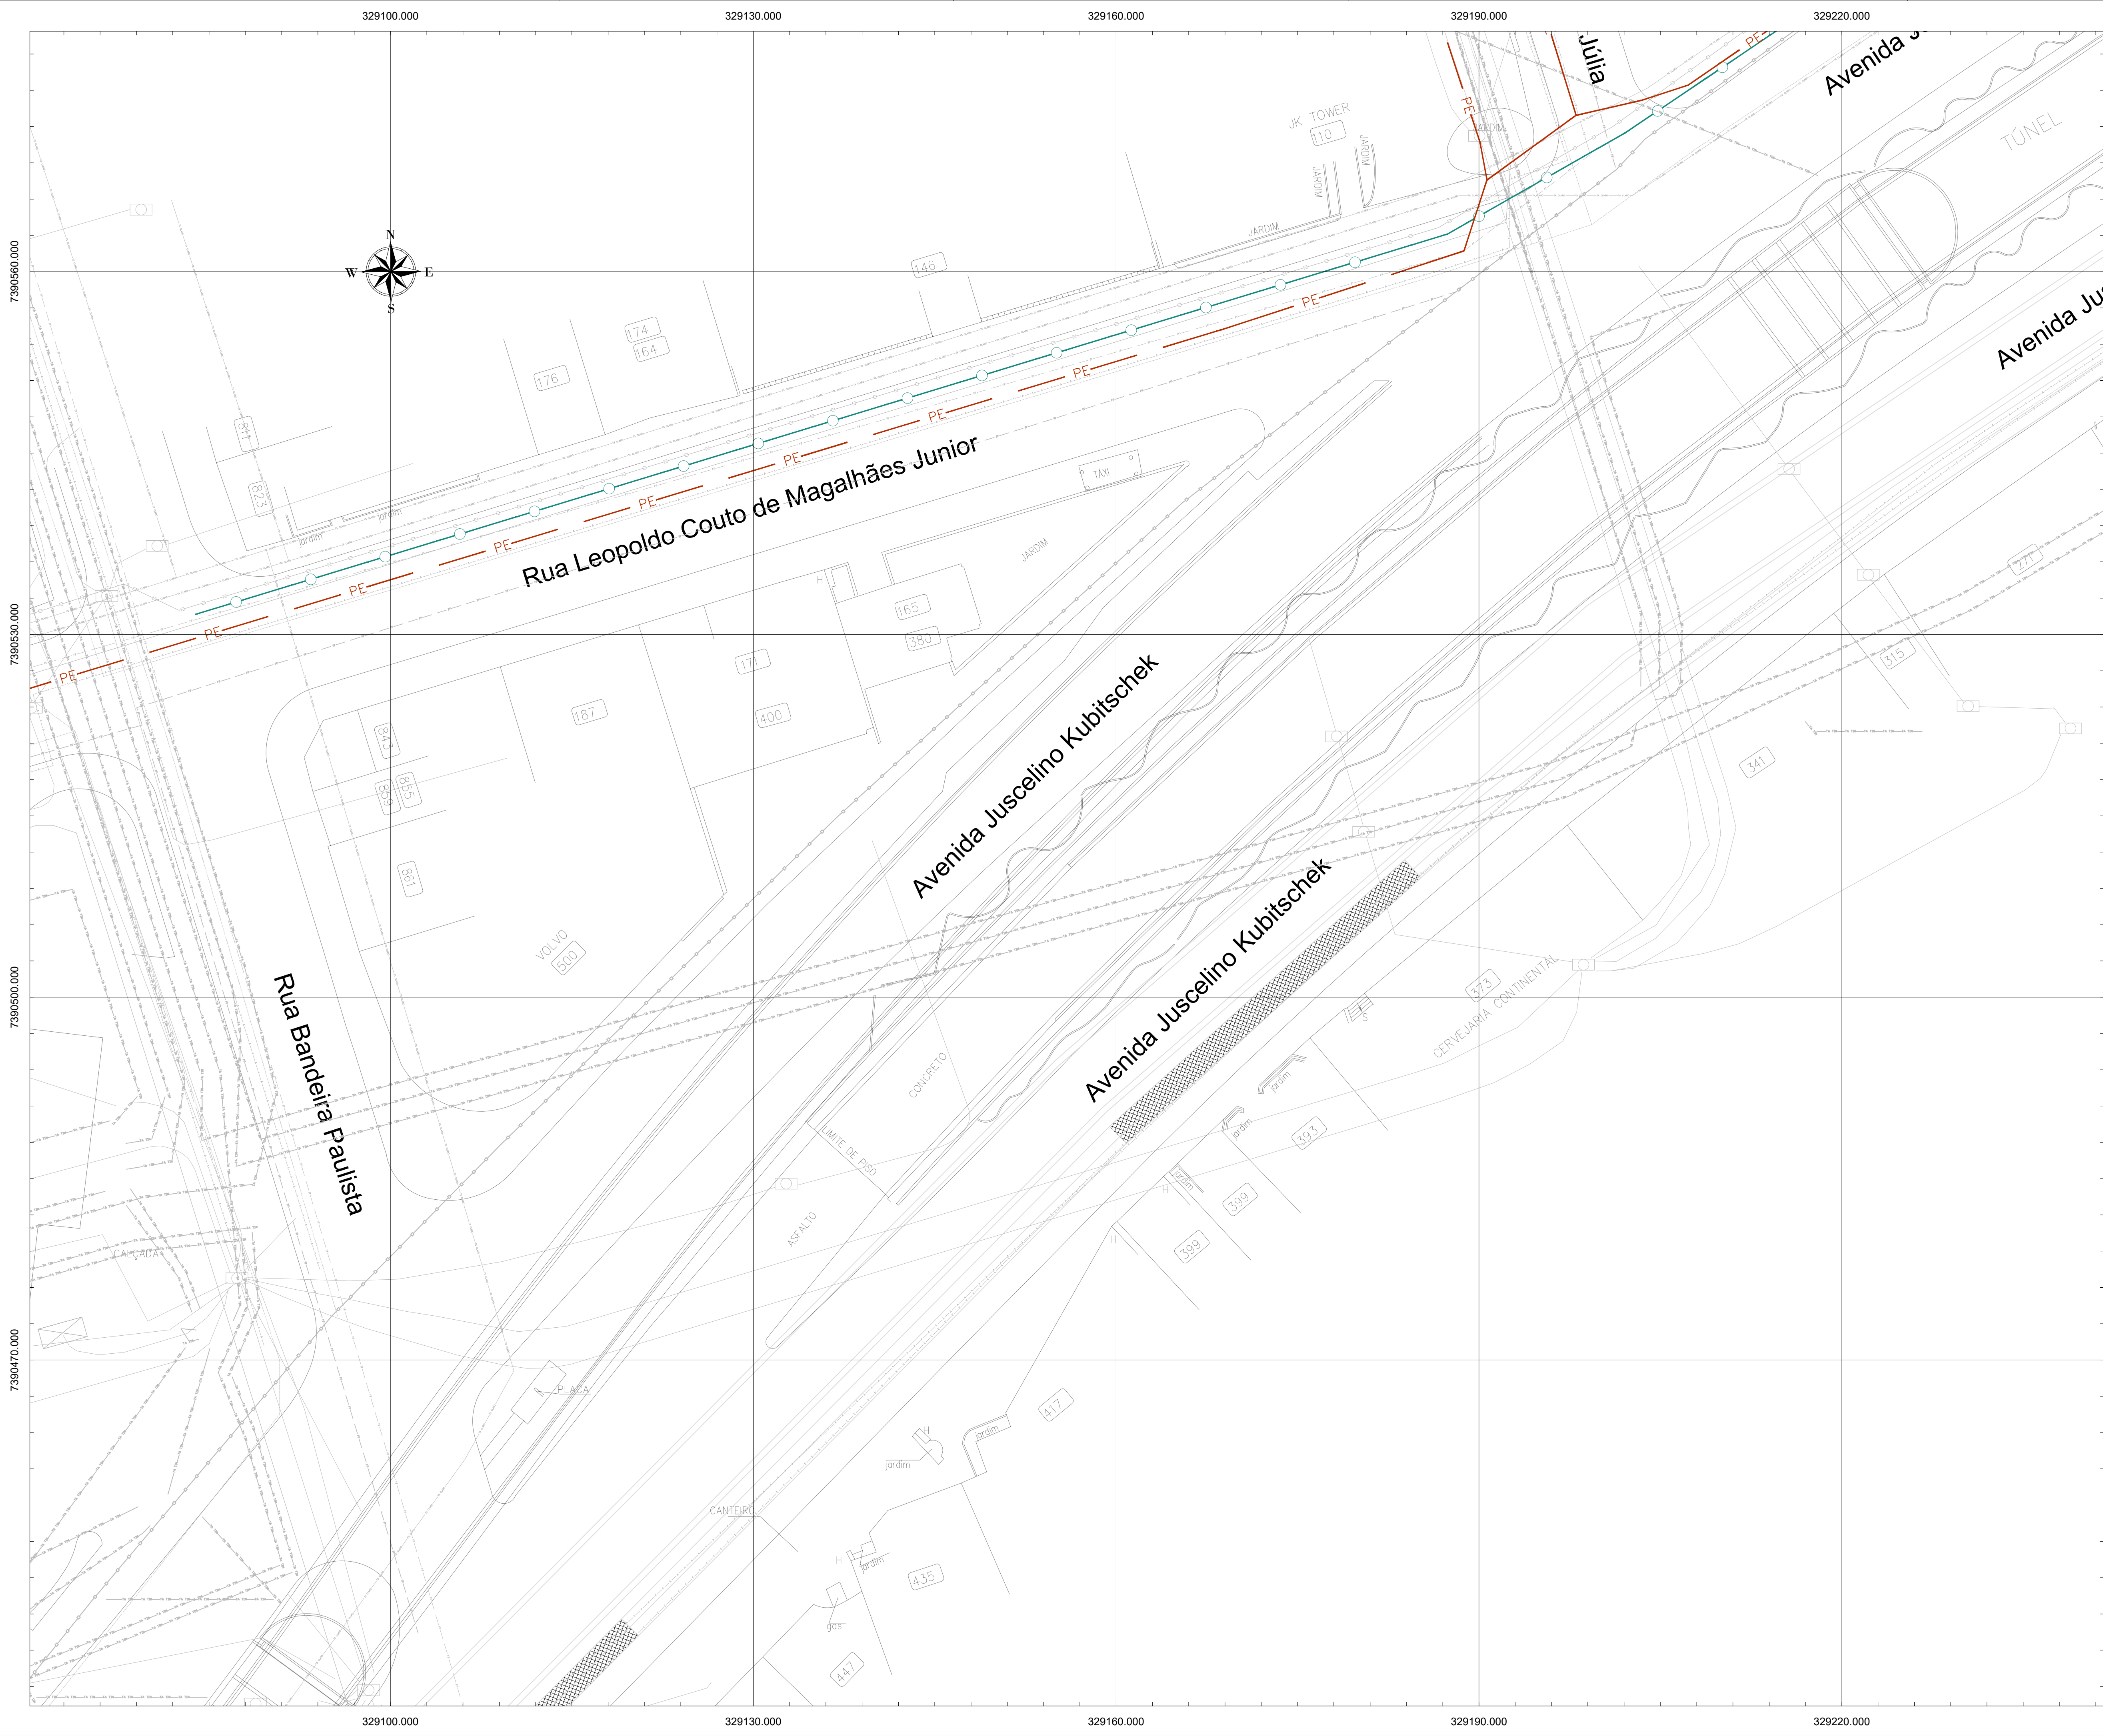 329100.000
329130.000
329160.000
329190.000
329220.000
Júlia
PE
PE
Avenida J
TÚNEL
JK TOWER
110
JARDIM
JARDIM
JARDIM
JARDIM
N
W
E
S
7390560.000
146
174
164
176
PE
PE
PE
PE
PE
PE
PE
PE
PE
PE
Avenida Jus
811
823
jardim
jardim
Rua Leopoldo Couto de Magalhães Junior
TÁXI
JARDIM
H
165
380
271
7390530.000
315
171
187
400
341
843
855
859
861
Avenida Juscelino Kubitschek
VOLVO
500
Avenida Juscelino Kubitschek
373
CERVEJARIA CONTINENTAL
S
7390500.000
Rua Bandeira Paulista
CONCRETO
jardim
LIMITE DE PISO
jardim
393
jardim
H
399
H
399
ASFALTO
CALÇADA
7390470.000
PLACA
417
H
jardim
jardim
CANTEIRO
H
jardim
435
gás
447
329100.000
329130.000
329160.000
329190.000
329220.000